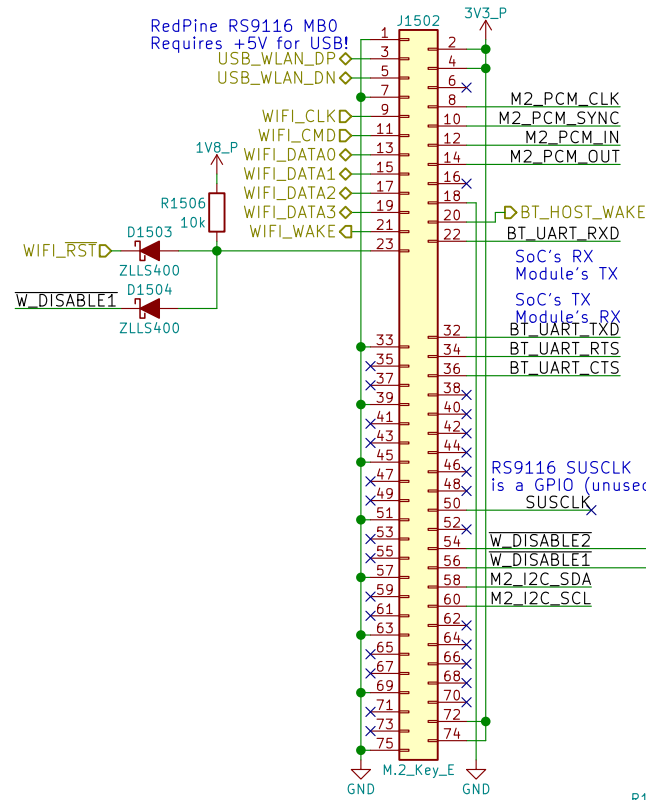 RedPine RS9116 MB0
Requires +5V for USB!
J1502
3V3_P
1
2
USB_WLAN_DP
3
4
USB_WLAN_DN
5
6
7
8
M2_PCM_CLK
WIFI_CLK
9
10
M2_PCM_SYNC
WIFI_CMD
11
12
M2_PCM_IN
WIFI_DATA0
13
14
M2_PCM_OUT
1V8_P
WIFI_DATA1
15
16
WIFI_DATA2
17
18
R1506
10k
WIFI_DATA3
19
20
BT_HOST_WAKE
WIFI_WAKE
21
22
BT_UART_RXD
D1503
WIFI_RST
ZLLS400
23
SoC's RX
Module's TX
D1504
W_DISABLE1
ZLLS400
SoC's TX
Module's RX
32
BT_UART_TXD
33
34
BT_UART_RTS
35
36
BT_UART_CTS
37
38
39
40
41
42
43
44
45
46
RS9116 SUSCLK
is a GPIO (unused
47
48
49
50
SUSCLK
51
52
53
54
W_DISABLE2
55
56
W_DISABLE1
57
58
M2_I2C_SDA
59
60
M2_I2C_SCL
61
62
63
64
65
66
67
68
69
70
71
72
73
74
75
M.2_Key_E
GND
GND